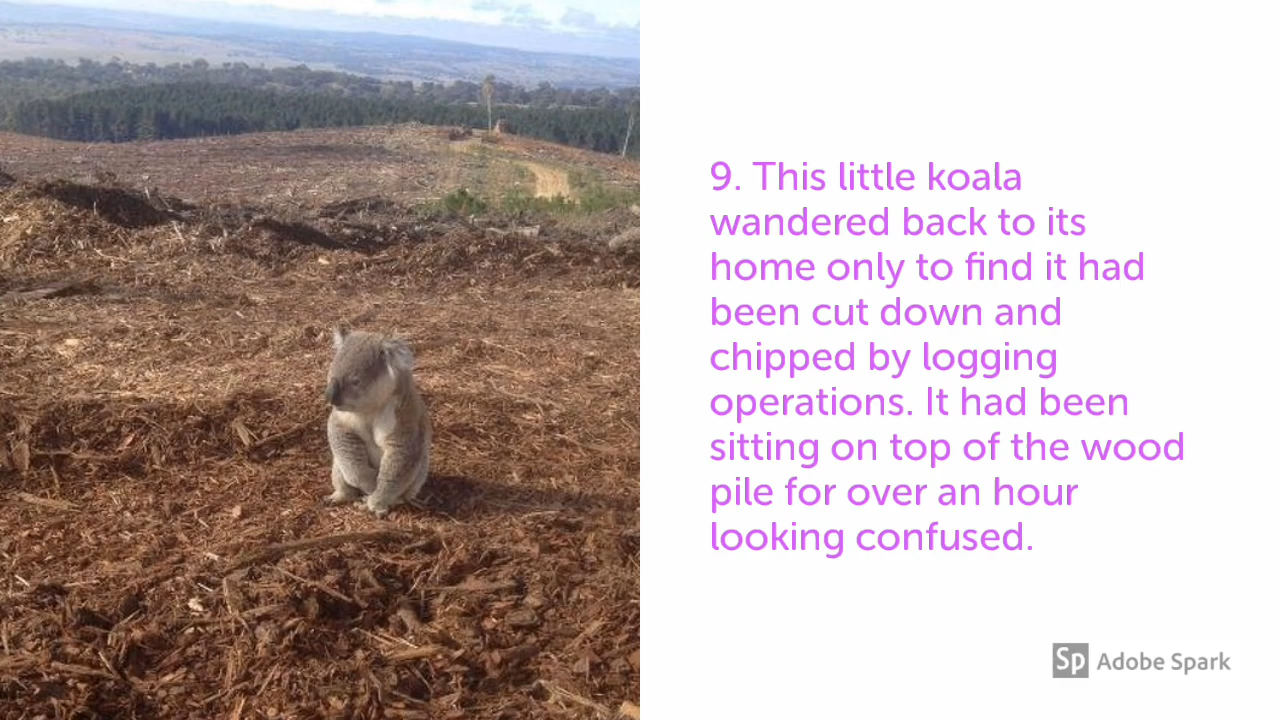 9. This little koala
wandered back to its
home only to find it had
been cut down and
chipped by logging
operations. It had been
sitting on top of the wood
pile for over an hour
looking confused.
Sp Adobe Spark